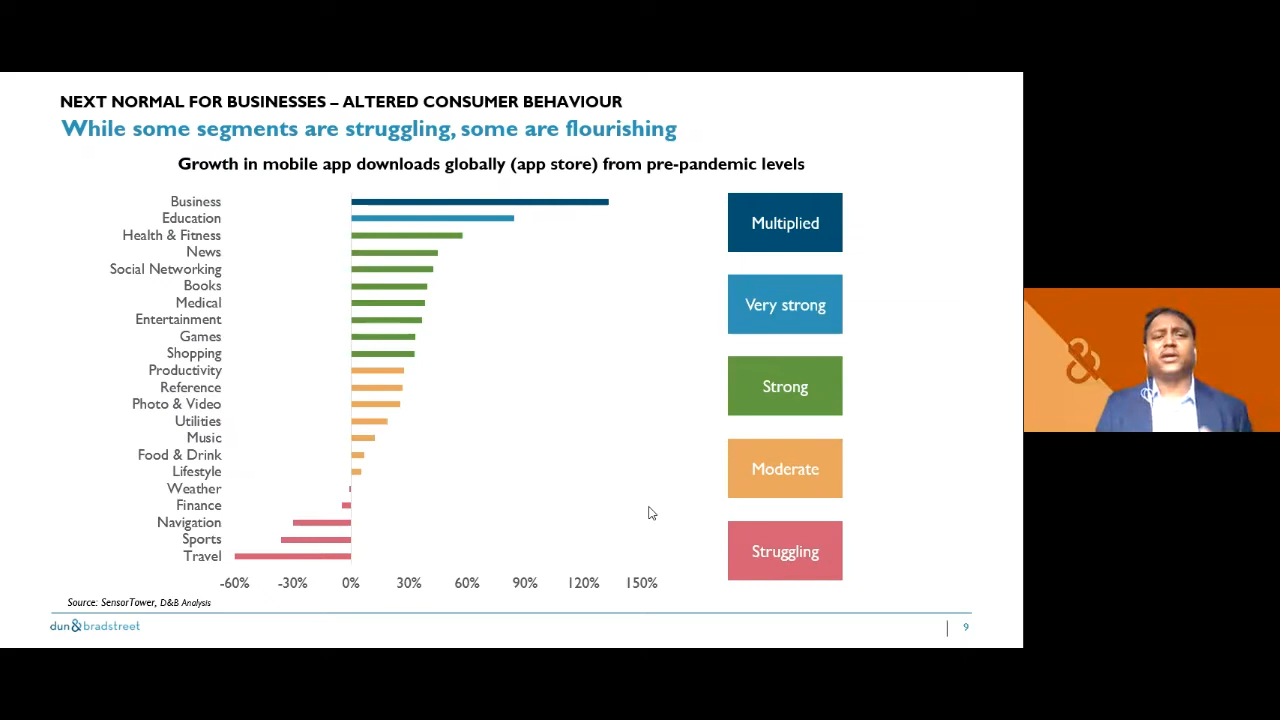 NEXT NORMAL FOR BUSINESSES – ALTERED CONSUMER BEHAVIOUR
While some segments are struggling, some are flourishing
Growth in mobile app downloads globally (app store) from pre-pandemic levels
Business
Education
Health & Fitness
News
Social Networking
Books
Medical
Entertainment
Games
Shopping
Productivity
Reference
Photo & Video
Utilities
Music
Food & Drink
Lifestyle
Weather
Finance
Navigation
Sports
Travel
-60% -30% 0% 30% 60% 90% 120% 150%
Multiplied
Very strong
Strong
Moderate
Struggling
Source: SensorTower, D&B Analysis
dun&bradstreet
9
&